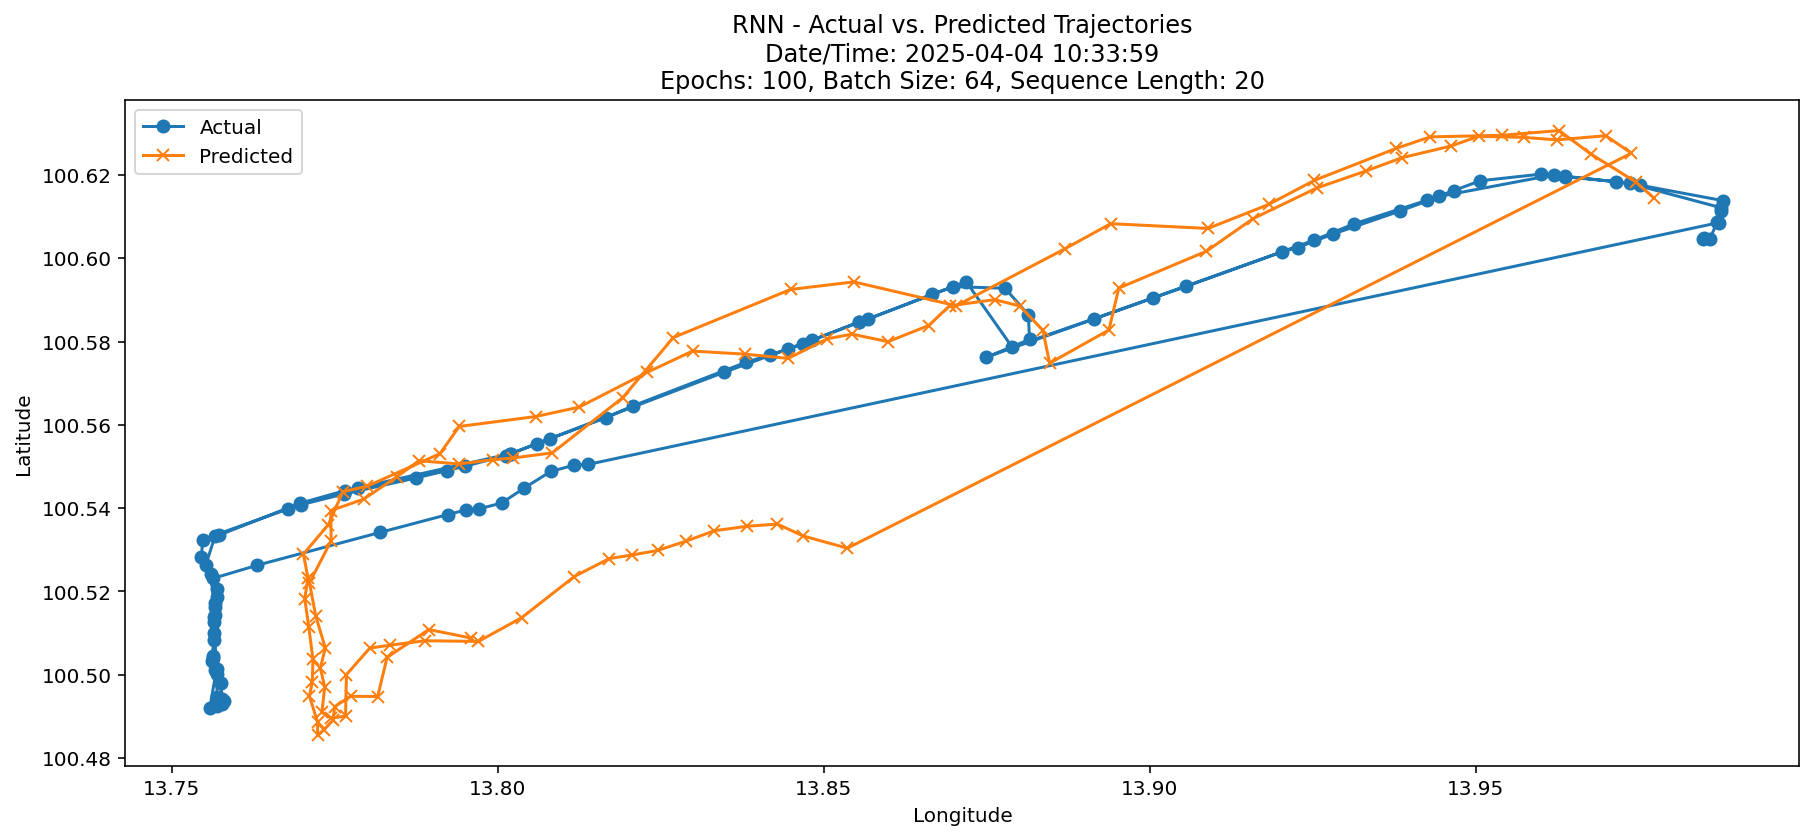 RNN - Actual vs. Predicted Trajectories
Date/Time: 2025-04-04 10:33:59
Epochs: 100, Batch Size: 64, Sequence Length: 20
Actual
Predicted
Latitude
100.62
100.60
100.58
100.56
100.54
100.52
100.50
100.48
13.75
13.80
13.85
13.90
13.95
Longitude